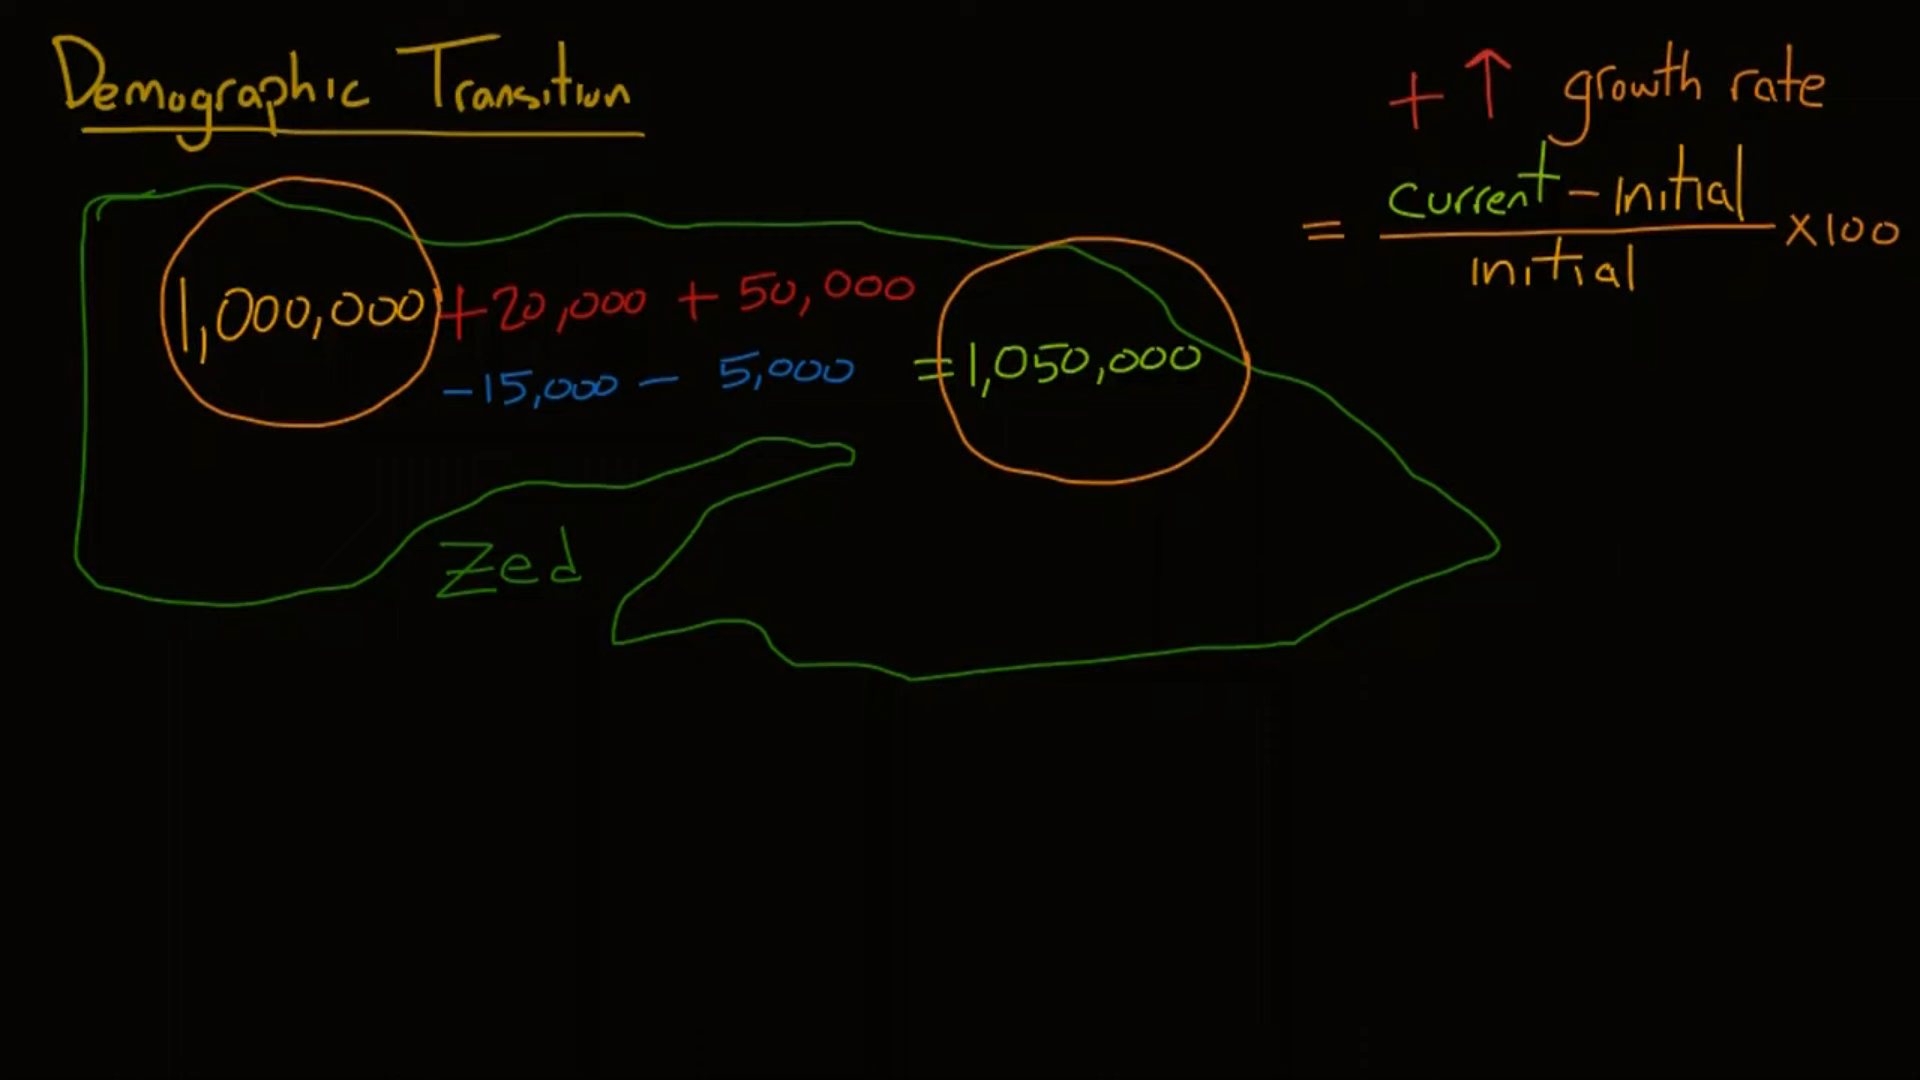 Demographic Transition
+ ↑ growth rate
= current - initial
initial
x100
1,000,000 +20,000 + 50,000
-15,000 - 5,000 = 1,050,000
Zed